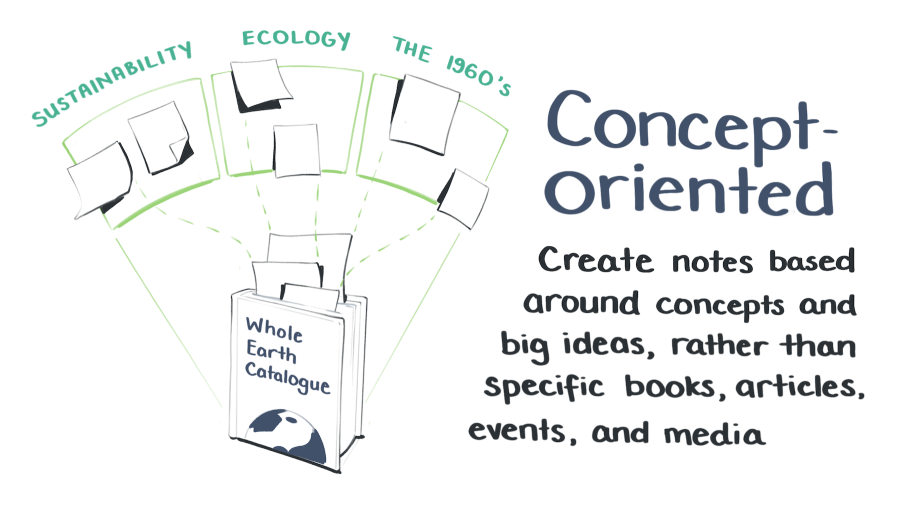 SUSTAINABILITY
ECOLOGY
THE 1960's
Concept-
Oriented
Create notes based
around concepts and
big ideas, rather than
specific books, articles,
events, and media
Whole
Earth
Catalogue